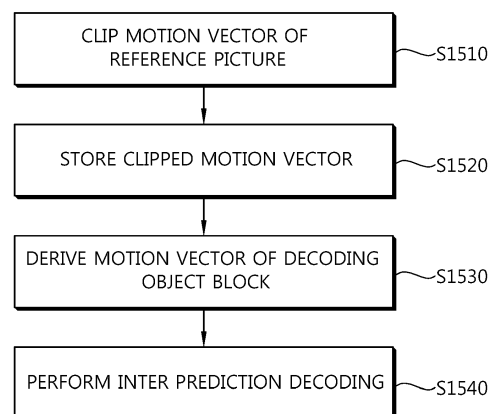 CLIP MOTION VECTOR OF
REFERENCE PICTURE
S1510
STORE CLIPPED MOTION VECTOR
S1520
DERIVE MOTION VECTOR OF DECODING
OBJECT BLOCK
S1530
PERFORM INTER PREDICTION DECODING
S1540